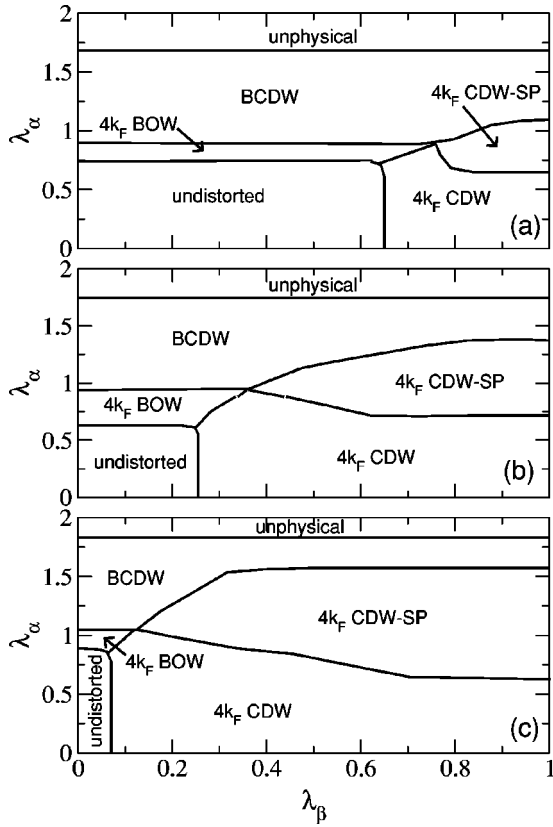 2
unphysical
1.5
BCDW
4kF CDW-SP
λα
1
4kF BOW
0.5
undistorted
4kF CDW
0
(a)
2
unphysical
1.5
BCDW
λα
1
4kF CDW-SP
4kF BOW
0.5
undistorted
4kF CDW
(b)
0
2
unphysical
1.5
BCDW
4kF CDW-SP
λα
1
4kF BOW
0.5
undistorted
4kF CDW
(c)
0
0 0.2 0.4 0.6 0.8 1
λβ